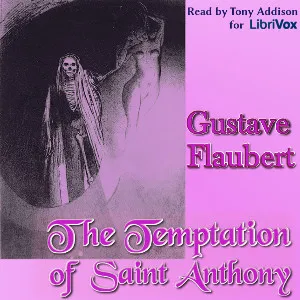 Read by Tony Addison
for LibriVox
Gustave
Flaubert
The Temptation
of Saint Anthony